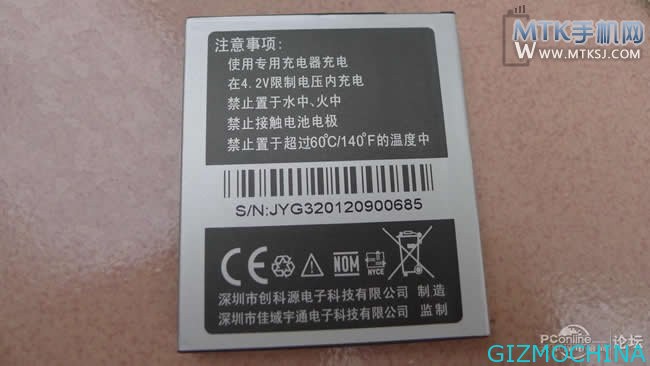 MTK手机网
WWW.MTKSJ.COM
注意事项:
使用专用充电器充电
在4.2V限制电压内充电
禁止置于水中、火中
禁止接触电池电极
禁止置于超过60℃/140°F的温度中
S/N:JYG320120900685
CE
NOM
NYCE
深圳市创科源电子科技有限公司 制造
深圳市佳域宇通电子科技有限公司 监制
PConline 论坛
GIZMOCHINA